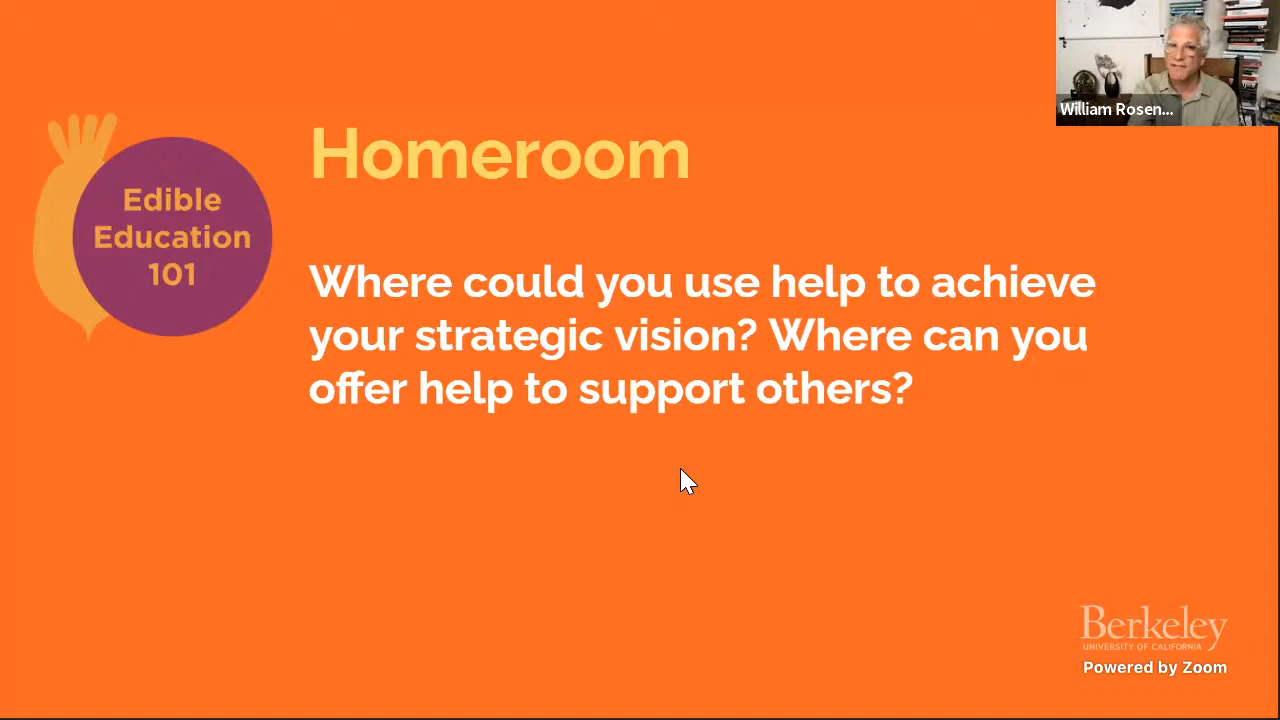 William Rosen...
Homeroom
Edible
Education
101
Where could you use help to achieve
your strategic vision? Where can you
offer help to support others?
Berkeley
UNIVERSITY OF CALIFORNIA
Powered by Zoom